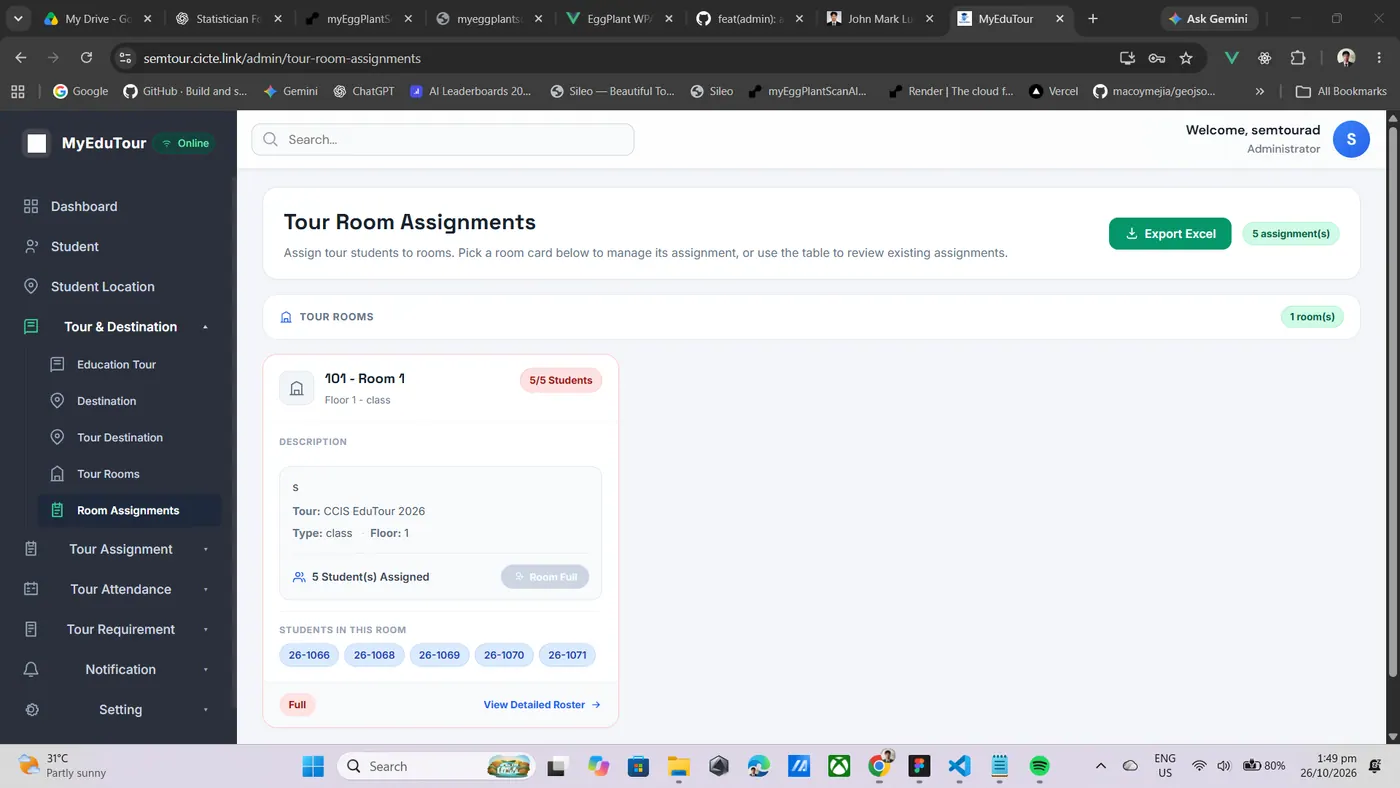 My Drive - Go
Statistician Fo
myEggPlantS
myeggplants
EggPlant WPA
feat(admin): a
John Mark Lu
MyEduTour
Ask Gemini
semtour.cicte.link/admin/tour-room-assignments
Google
GitHub · Build and s...
Gemini
ChatGPT
AI Leaderboards 20...
Sileo — Beautiful To...
Sileo
myEggPlantScanAI...
Render | The cloud f...
Vercel
macoymejia/geojso...
All Bookmarks
MyEduTour
Online
Search...
Welcome, semtourad
Administrator
S
Dashboard
Student
Student Location
Tour & Destination
Education Tour
Destination
Tour Destination
Tour Rooms
Room Assignments
Tour Assignment
Tour Attendance
Tour Requirement
Notification
Setting
Tour Room Assignments
Assign tour students to rooms. Pick a room card below to manage its assignment, or use the table to review existing assignments.
Export Excel
5 assignment(s)
TOUR ROOMS
1 room(s)
101 - Room 1
Floor 1 - class
5/5 Students
DESCRIPTION
s
Tour: CCIS EduTour 2026
Type: class · Floor: 1
5 Student(s) Assigned
Room Full
STUDENTS IN THIS ROOM
26-1066 26-1068 26-1069 26-1070 26-1071
Full
View Detailed Roster →
31°C
Partly sunny
Search
ENG
US
80%
1:49 pm
26/10/2026